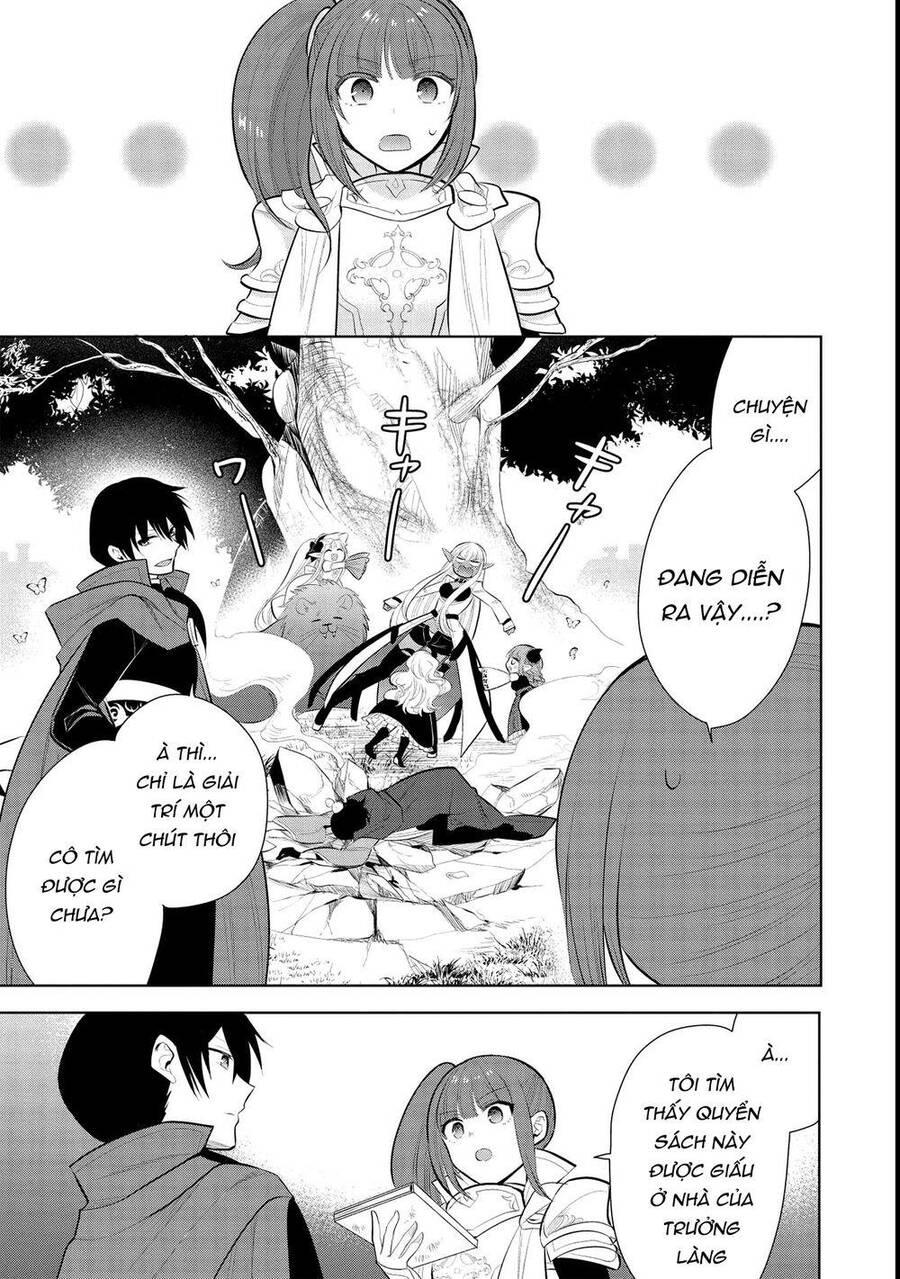 CHUYỆN
GÌ....
ĐANG DIỄN
RA VẬY....?
キャー
キャー
ワー
À THÌ...
CHỈ LÀ GIẢI
TRÍ MỘT
CHÚT THÔI
CÔ TÌM
ĐƯỢC GÌ
CHƯA?
À...
TÔI TÌM
THẤY QUYỂN
SÁCH NÀY
ĐƯỢC GIẤU
Ở NHÀ CỦA
TRƯỞNG
LÀNG